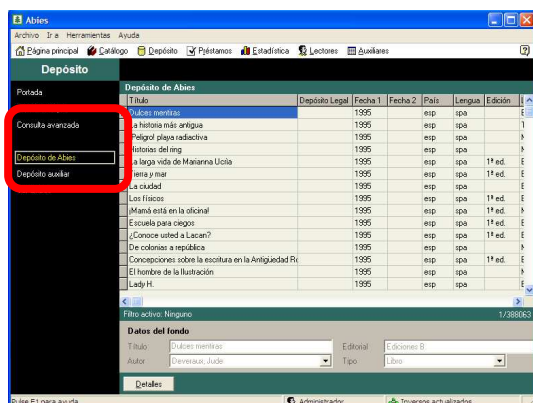 Abies
Archivo Ir a Herramientas Ayuda
Página principal Catálogo Depósito Préstamos Estadística Lectores Auxiliares
Depósito
Portada
Consulta avanzada
Depósito de Abies
Depósito auxiliar
Depósito de Abies
Título Depósito Legal Fecha 1 Fecha 2 País Lengua Edición
Dulces mentiras 1995 esp spa
La historia más antigua 1995 esp spa
¡Peligro! playa radiactiva 1995 esp spa
Historias del ring 1995 esp spa
La larga vida de Marianna Ucrìa 1995 esp spa 1ª ed.
Tierra y mar 1995 esp spa 1ª ed.
La ciudad 1995 esp spa
Los físicos 1995 esp spa 1ª ed.
¡Mamá está en la oficina! 1995 esp spa 1ª ed.
Escuela para ciegos 1995 esp spa 1ª ed.
¿Conoce usted a Lacan? 1995 esp spa 1ª ed.
De colonias a república 1995 esp spa
Concepciones sobre la escritura en la Antigüedad 1995 esp spa 1ª ed.
El hombre de la Ilustración 1995 esp spa
Lady H. 1995 esp spa
Filtro activo: Ninguno 1/388063
Datos del fondo
Título Dulces mentiras Editorial Ediciones B
Autor Deveraux, Jude Tipo Libro
Detalles
Pulse F1 para ayuda Administrador Inversos actualizados